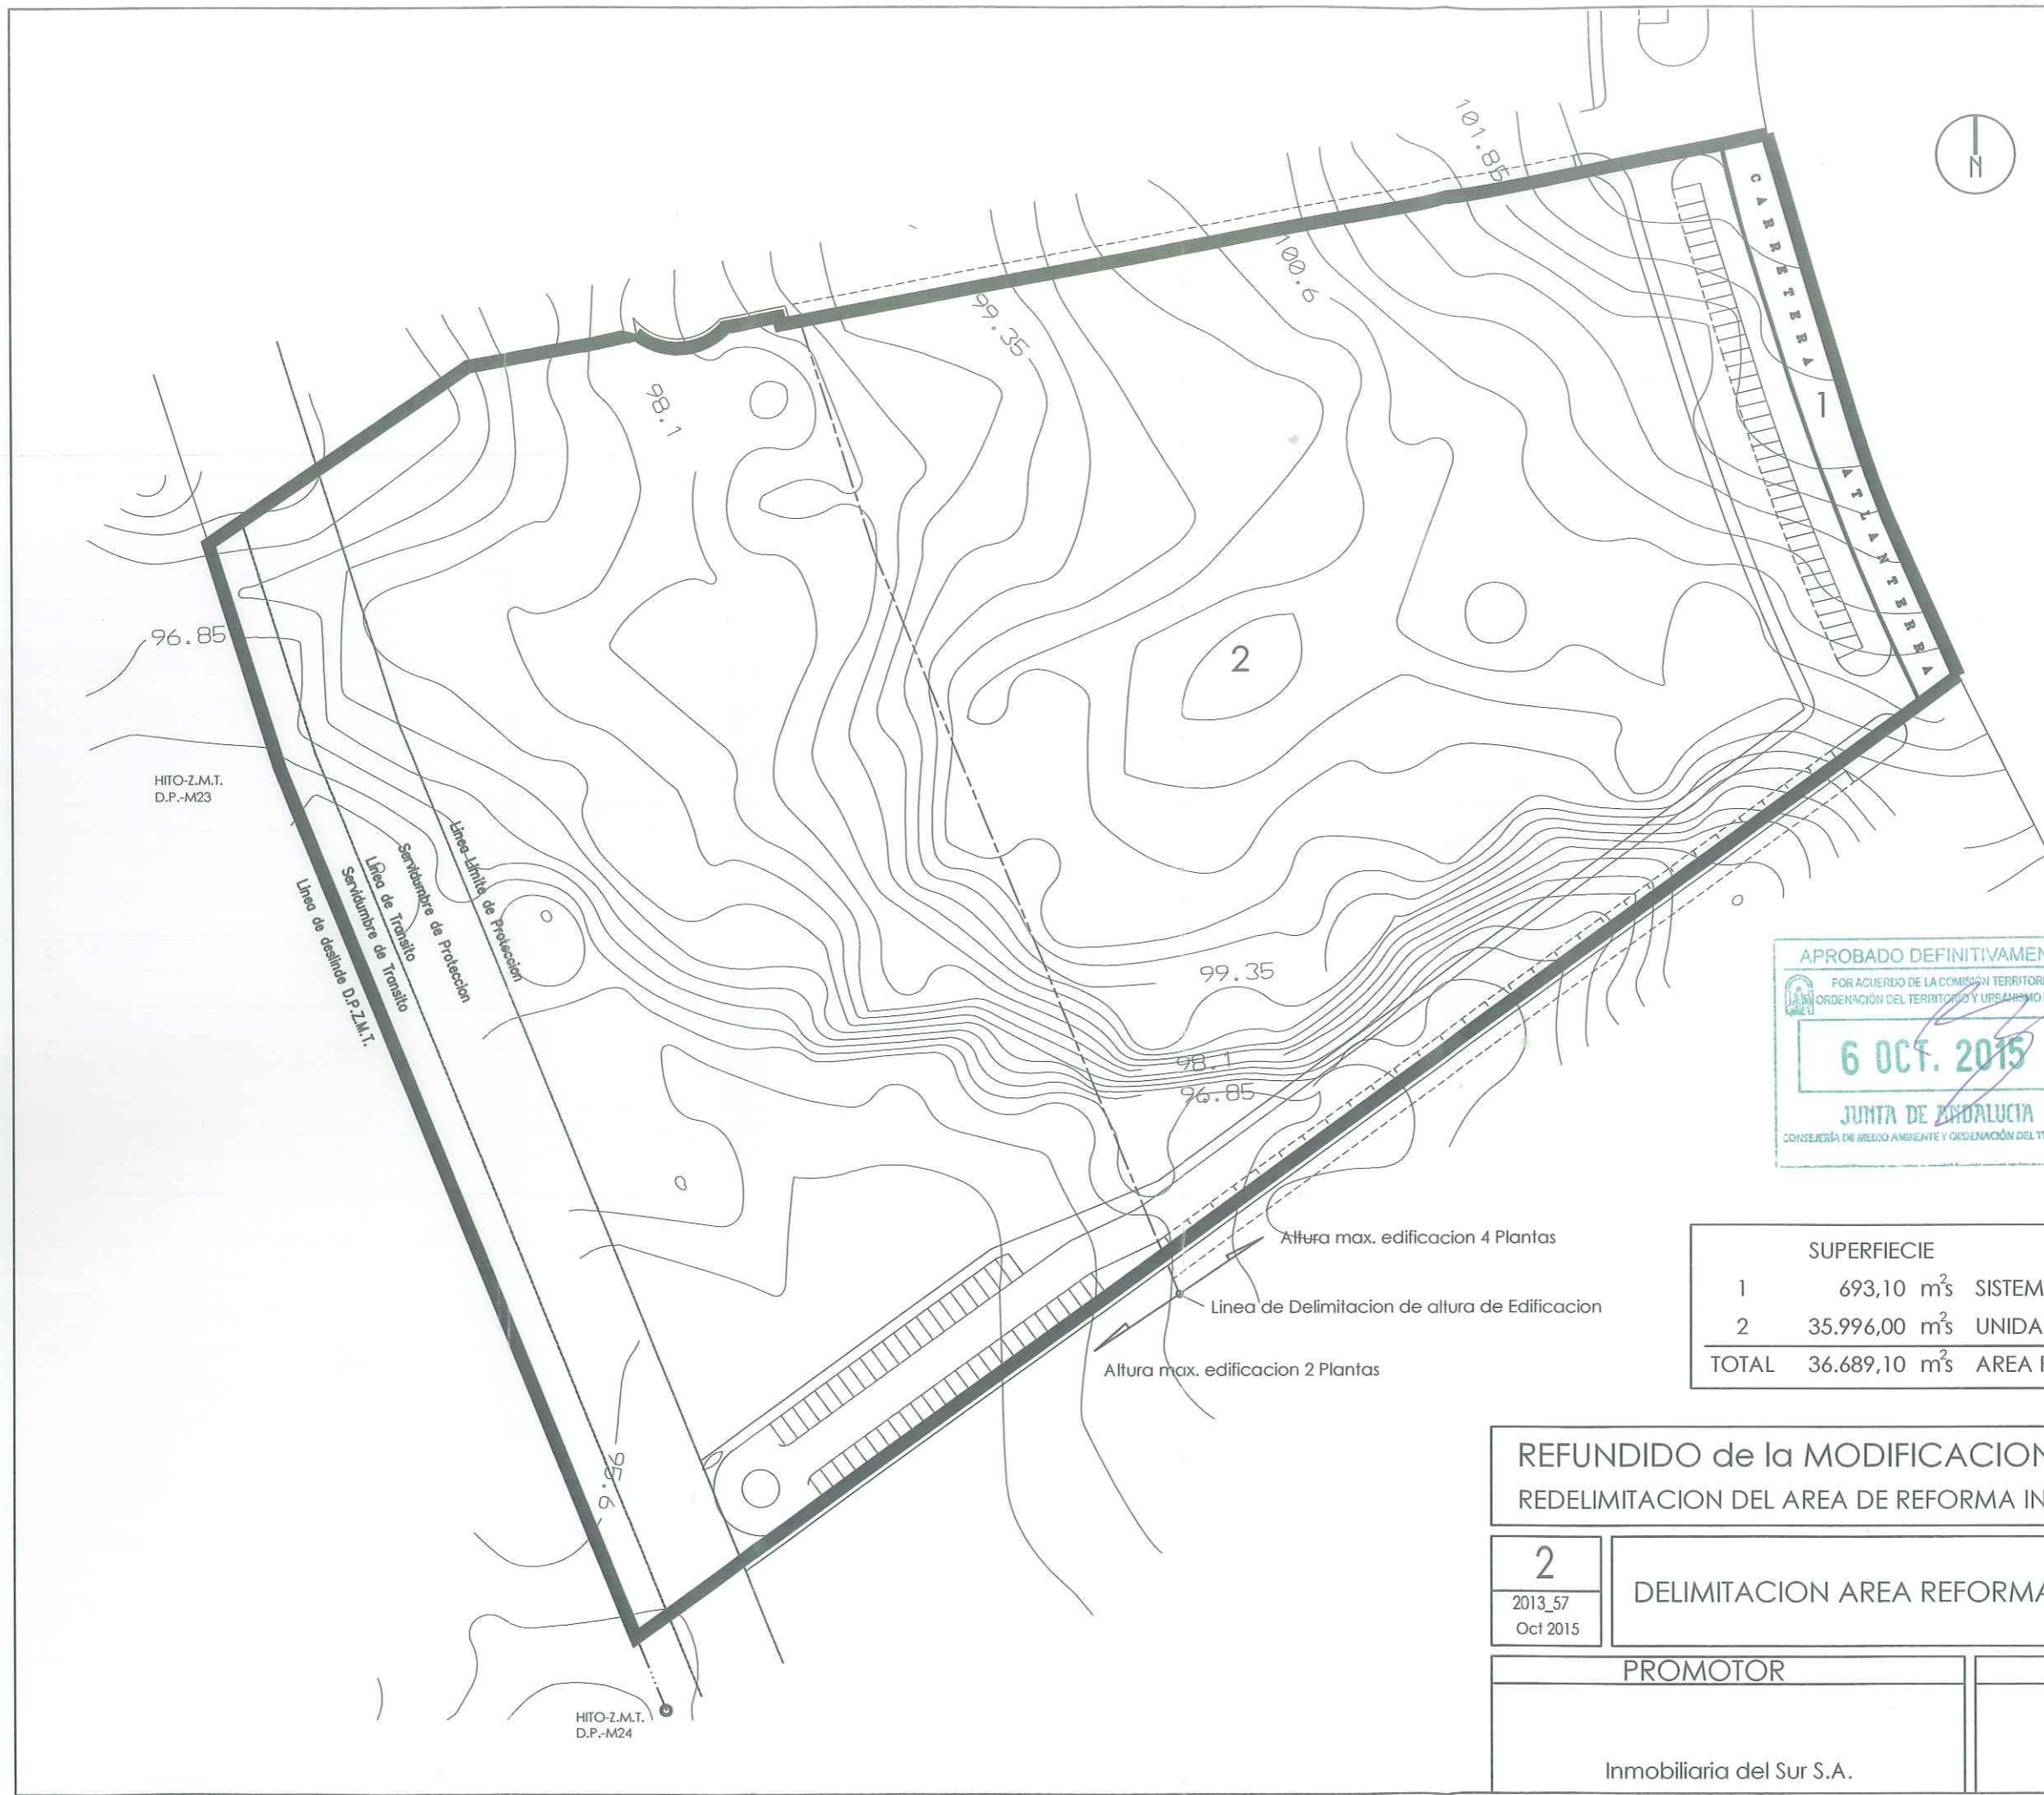 101.85
N
CARRETERA
100.6
99.35
98.1
1
ATLANTERRA
96.85
2
HITO-Z.M.T.
D.P.-M23
Linea Limite de Proteccion
Servidumbre de Proteccion
Linea de Transito
Servidumbre de Transito
Linea de deslinde D.P.Z.M.T.
99.35
98.1
96.85
APROBADO DEFINITIVAMEN
POR ACUERDO DE LA COMISIÓN TERRITOR
ORDENACIÓN DEL TERRITORIO Y URBANISMO
6 OCT. 2015
JUNTA DE ANDALUCIA
CONSEJERÍA DE MEDIO AMBIENTE Y ORDENACIÓN DEL T
Altura max. edificacion 4 Plantas
Linea de Delimitacion de altura de Edificacion
Altura max. edificacion 2 Plantas
SUPERFIECIE
1 693,10 m²s SISTEM
2 35.996,00 m²s UNIDA
TOTAL 36.689,10 m²s AREA
95.6
REFUNDIDO de la MODIFICACION
REDELIMITACION DEL AREA DE REFORMA IN
2
2013_57
Oct 2015
DELIMITACION AREA REFORMA
PROMOTOR
Inmobiliaria del Sur S.A.
HITO-Z.M.T.
D.P.-M24